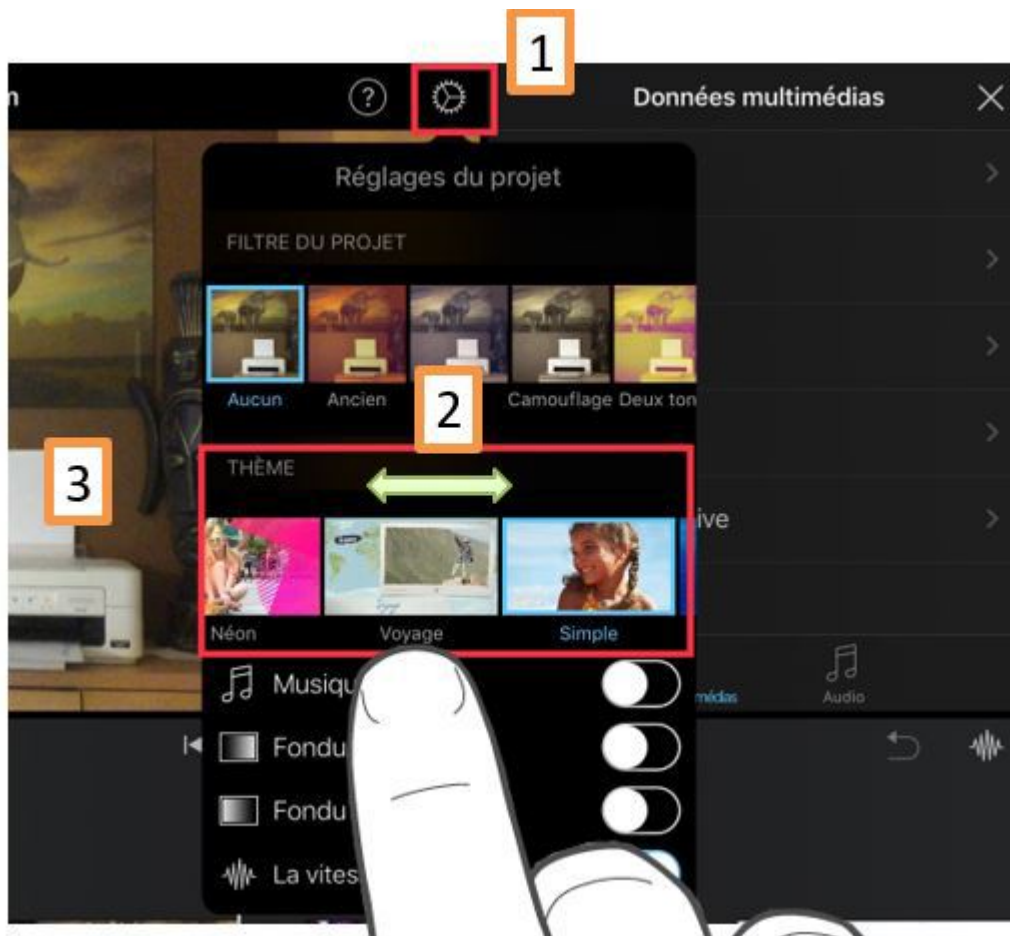 1
n
?
Données multimédias
Réglages du projet
FILTRE DU PROJET
Aucun
Ancien
Camouflage
Deux ton
2
3
THÈME
ive
Néon
Voyage
Simple
Musiqu
médias
Audio
Fondu
Fondu
La vites